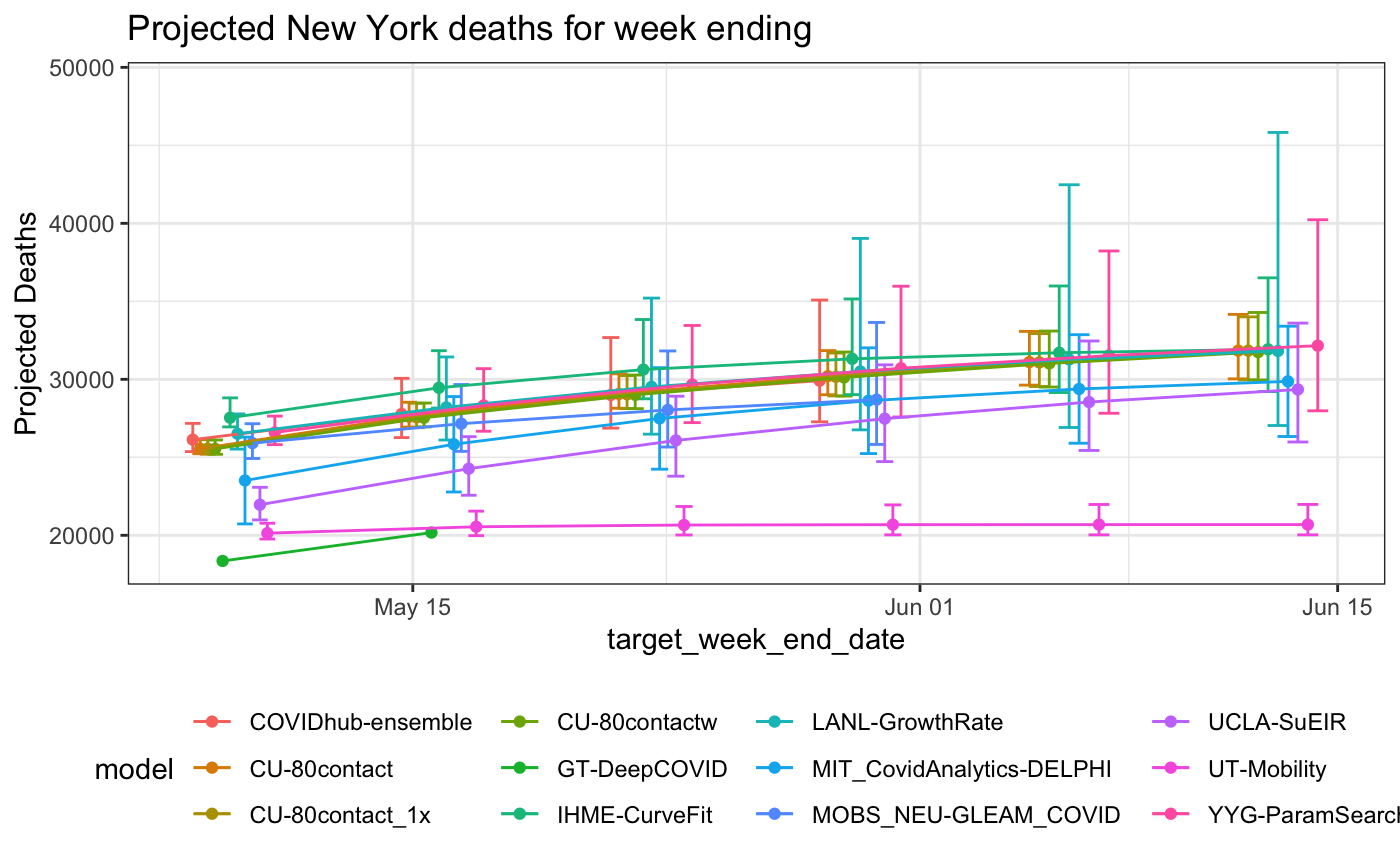 Projected New York deaths for week ending
50000
40000
30000
20000
Projected Deaths
May 15 Jun 01 Jun 15
target_week_end_date
model
COVIDhub-ensemble CU-80contactw LANL-GrowthRate UCLA-SuEIR
CU-80contact GT-DeepCOVID MIT_CovidAnalytics-DELPHI UT-Mobility
CU-80contact_1x IHME-CurveFit MOBS_NEU-GLEAM_COVID YYG-ParamSearch